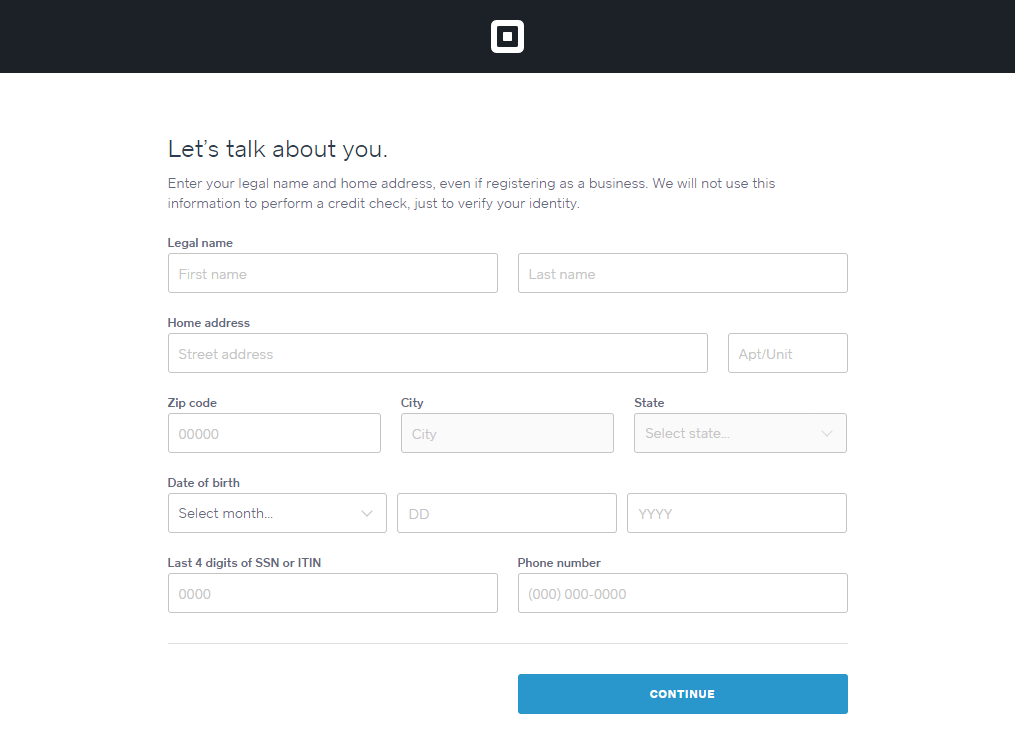 Let's talk about you.
Enter your legal name and home address, even if registering as a business. We will not use this
information to perform a credit check, just to verify your identity.
Legal name
First name
Last name
Home address
Street address
Apt/Unit
Zip code
City
State
00000
City
Select state...
Date of birth
Select month...
DD
YYYY
Last 4 digits of SSN or ITIN
Phone number
0000
(000) 000-0000
CONTINUE